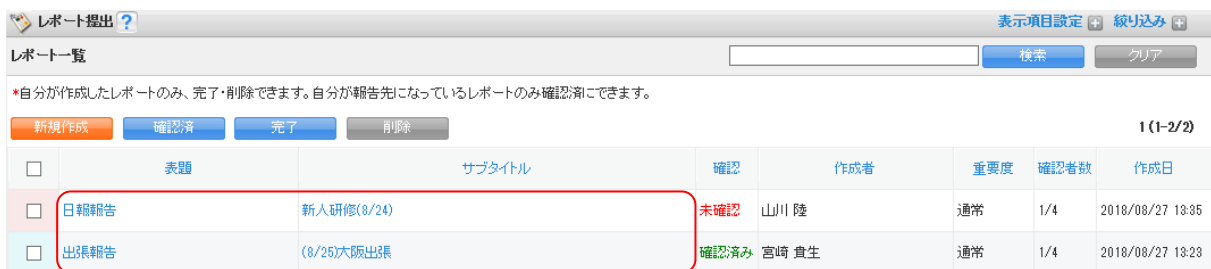 レポート提出 ? 表示項目設定 + 絞り込み +
レポート一覧 検索 クリア
*自分が作成したレポートのみ、完了・削除できます。自分が報告先になっているレポートのみ確認済にできます。
新規作成 確認済 完了 削除 1 (1-2/2)
表題 サブタイトル 確認 作成者 重要度 確認者数 作成日
日報報告 新人研修(8/24) 未確認 山川 陸 通常 1/4 2018/08/27 13:35
出張報告 (8/25)大阪出張 確認済み 宮崎 貴生 通常 1/4 2018/08/27 13:23